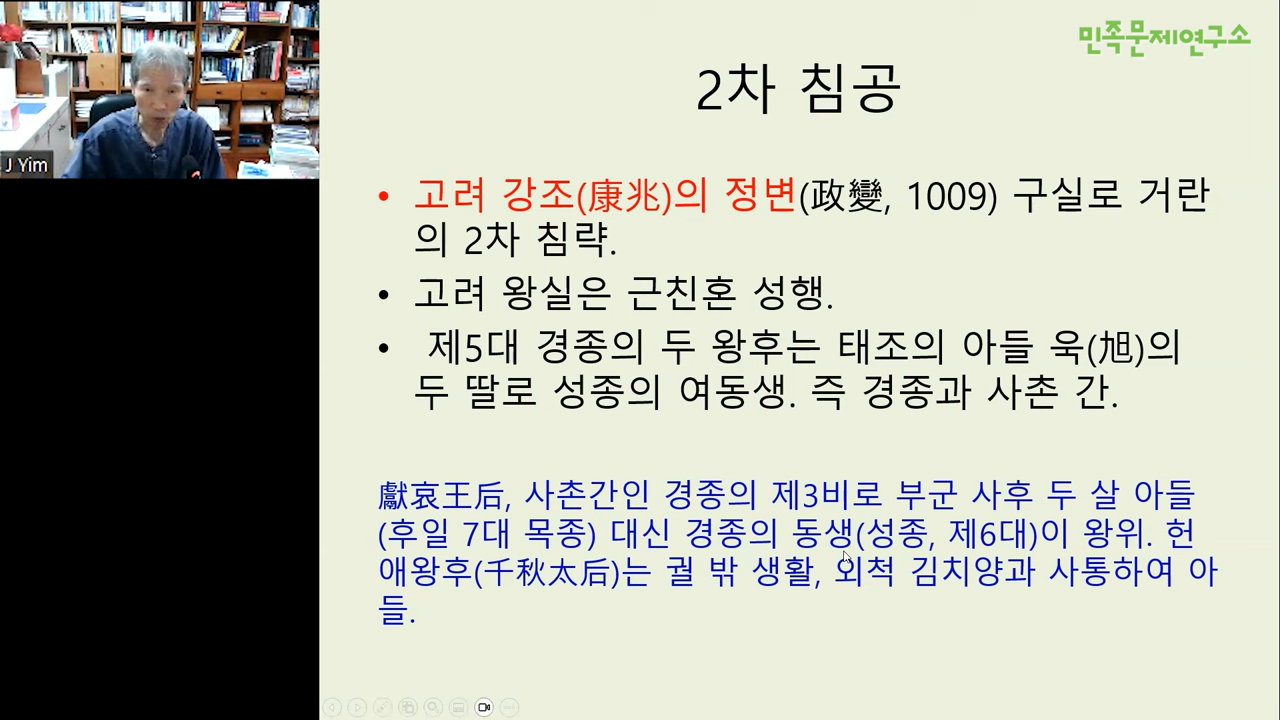 민족문제연구소
2차 침공
J Yim
• 고려 강조(康兆)의 정변(政變, 1009) 구실로 거란
의 2차 침략.
• 고려 왕실은 근친혼 성행.
• 제5대 경종의 두 왕후는 태조의 아들 욱(旭)의
두 딸로 성종의 여동생. 즉 경종과 사촌 간.
獻哀王后, 사촌간인 경종의 제3비로 부군 사후 두 살 아들
(후일 7대 목종) 대신 경종의 동생(성종, 제6대)이 왕위. 헌
애왕후(千秋太后)는 궐 밖 생활, 외척 김치양과 사통하여 아
들.